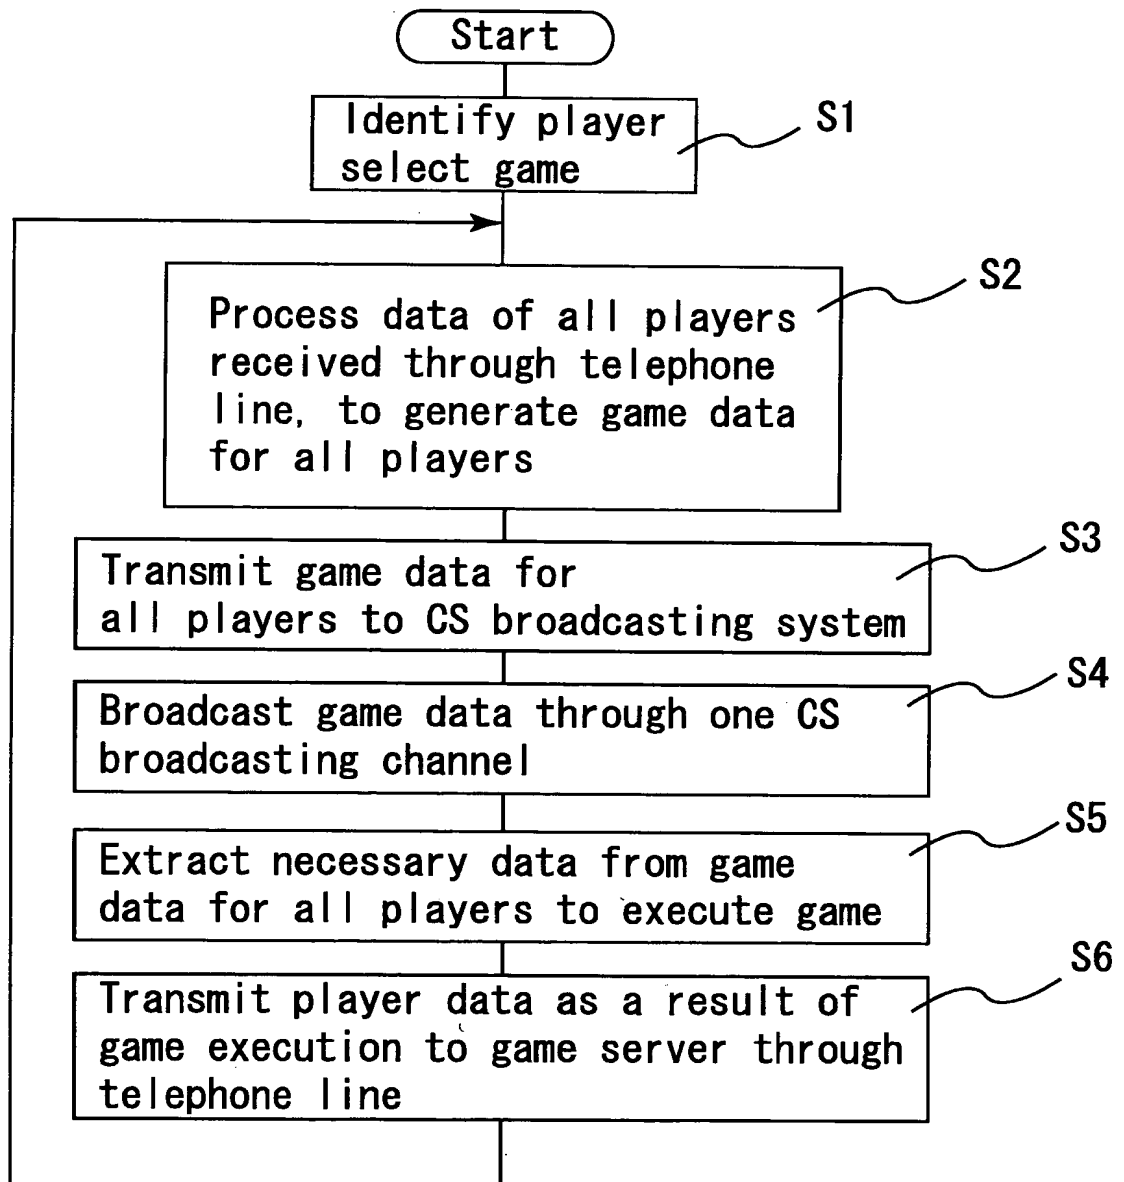 Start
Identify player
select game
S1
Process data of all players
received through telephone
line, to generate game data
for all players
S2
Transmit game data for
all players to CS broadcasting system
S3
Broadcast game data through one CS
broadcasting channel
S4
Extract necessary data from game
data for all players to execute game
S5
Transmit player data as a result of
game execution to game server through
telephone line
S6